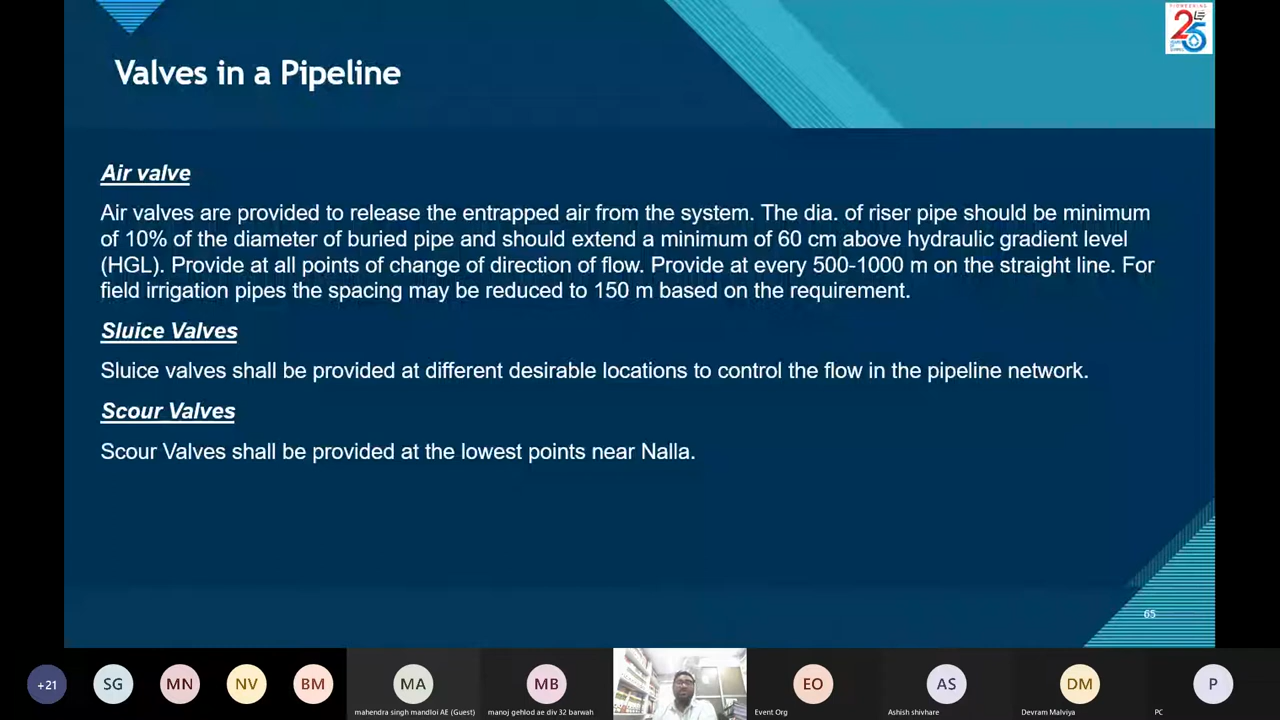 PIONEERING
25
Valves in a Pipeline
Air valve
Air valves are provided to release the entrapped air from the system. The dia. of riser pipe should be minimum
of 10% of the diameter of buried pipe and should extend a minimum of 60 cm above hydraulic gradient level
(HGL). Provide at all points of change of direction of flow. Provide at every 500-1000 m on the straight line. For
field irrigation pipes the spacing may be reduced to 150 m based on the requirement.
Sluice Valves
Sluice valves shall be provided at different desirable locations to control the flow in the pipeline network.
Scour Valves
Scour Valves shall be provided at the lowest points near Nalla.
65
+21 SG MN NV BM MA MB EO AS DM P
mahendra singh mandloi AE (Guest) manoj gehlod ae div 32 barwah Event Org Ashish shivhare Devram Malviya PC